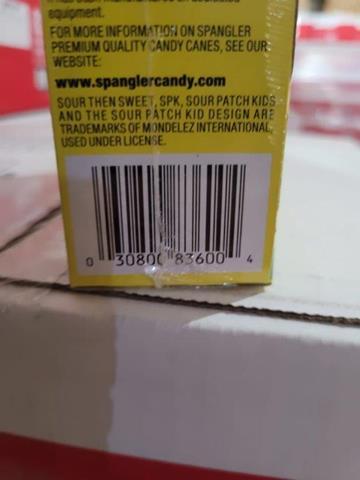 equipment.
FOR MORE INFORMATION ON SPANGLER
PREMIUM QUALITY CANDY CANES, SEE OUR
WEBSITE:
www.spanglercandy.com
SOUR THEN SWEET, SPK, SOUR PATCH KIDS
AND THE SOUR PATCH KID DESIGN ARE
TRADEMARKS OF MONDELEZ INTERNATIONAL,
USED UNDER LICENSE.
0 30800 83600 4